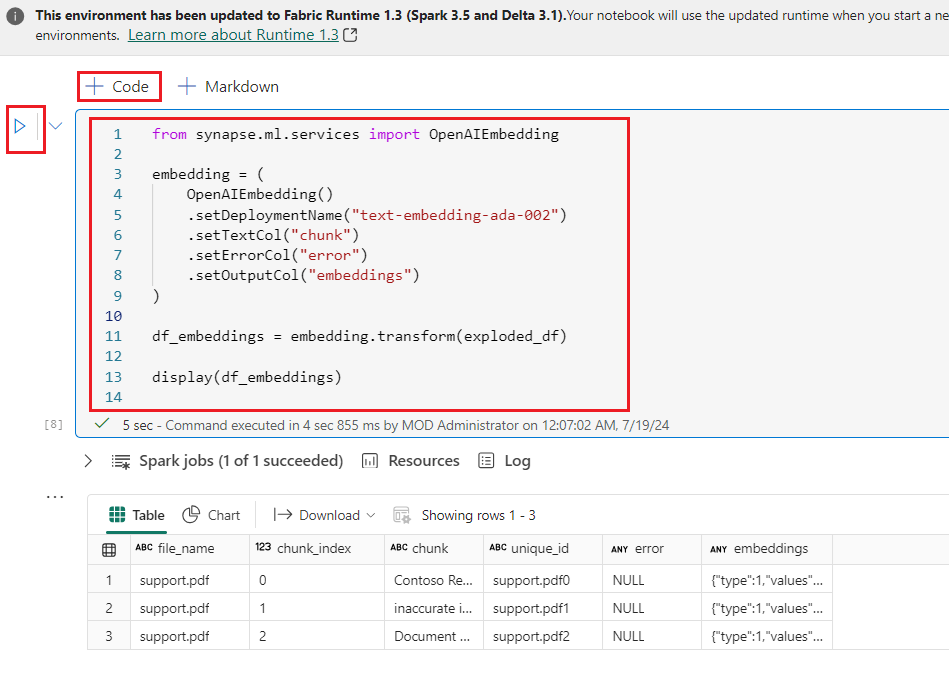 This environment has been updated to Fabric Runtime 1.3 (Spark 3.5 and Delta 3.1).Your notebook will use the updated runtime when you start a ne
environments. Learn more about Runtime 1.3
Code Markdown
1 from synapse.ml.services import OpenAIEmbedding
2
3 embedding = (
4 OpenAIEmbedding()
5 .setDeploymentName("text-embedding-ada-002")
6 .setTextCol("chunk")
7 .setErrorCol("error")
8 .setOutputCol("embeddings")
9 )
10
11 df_embeddings = embedding.transform(exploded_df)
12
13 display(df_embeddings)
14
[8] 5 sec - Command executed in 4 sec 855 ms by MOD Administrator on 12:07:02 AM, 7/19/24
Spark jobs (1 of 1 succeeded) Resources Log
...
Table Chart Download Showing rows 1 - 3
ABC file_name 123 chunk_index ABC chunk ABC unique_id ANY error ANY embeddings
1 support.pdf 0 Contoso Re... support.pdf0 NULL {"type":1,"values"...
2 support.pdf 1 inaccurate i... support.pdf1 NULL {"type":1,"values"...
3 support.pdf 2 Document ... support.pdf2 NULL {"type":1,"values"...